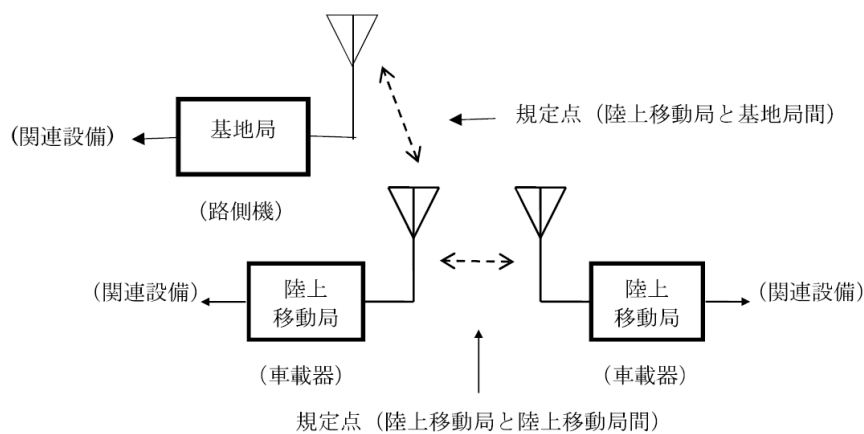 基地局
(関連設備)
規定点（陸上移動局と基地局間）
（路側機）
（関連設備）
陸上
移動局
陸上
移動局
（関連設備）
（車載器）
（車載器）
規定点（陸上移動局と陸上移動局間）